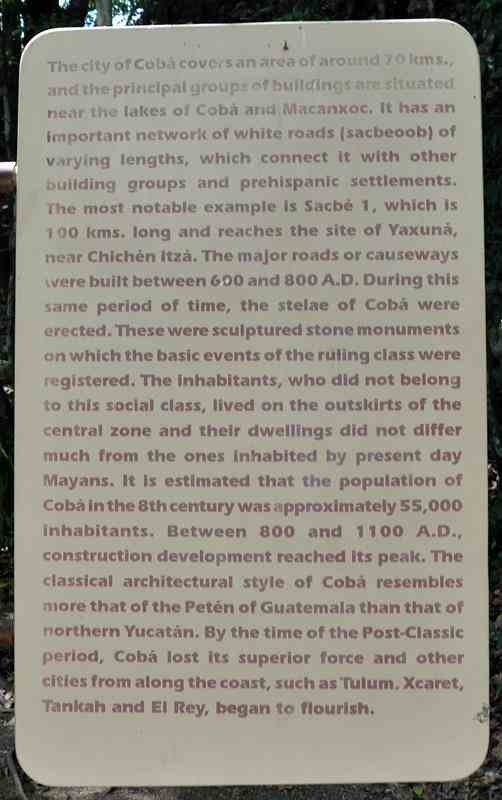 The city of Cobá covers an area of around 70 kms.,
and the principal groups of buildings are situated
near the lakes of Cobá and Macanxoc. It has an
important network of white roads (sacbeoob) of
varying lengths, which connect it with other
building groups and prehispanic settlements.
The most notable example is Sacbé 1, which is
100 kms. long and reaches the site of Yaxuná,
near Chichén Itzá. The major roads or causeways
were built between 600 and 800 A.D. During this
same period of time, the stelae of Cobá were
erected. These were sculptured stone monuments
on which the basic events of the ruling class were
registered. The inhabitants, who did not belong
to this social class, lived on the outskirts of the
central zone and their dwellings did not differ
much from the ones inhabited by present day
Mayans. It is estimated that the population of
Cobá in the 8th century was approximately 55,000
inhabitants. Between 800 and 1100 A.D.,
construction development reached its peak. The
classical architectural style of Cobá resembles
more that of the Petén of Guatemala than that of
northern Yucatán. By the time of the Post-Classic
period, Cobá lost its superior force and other
cities from along the coast, such as Tulum. Xcaret,
Tankah and El Rey, began to flourish.